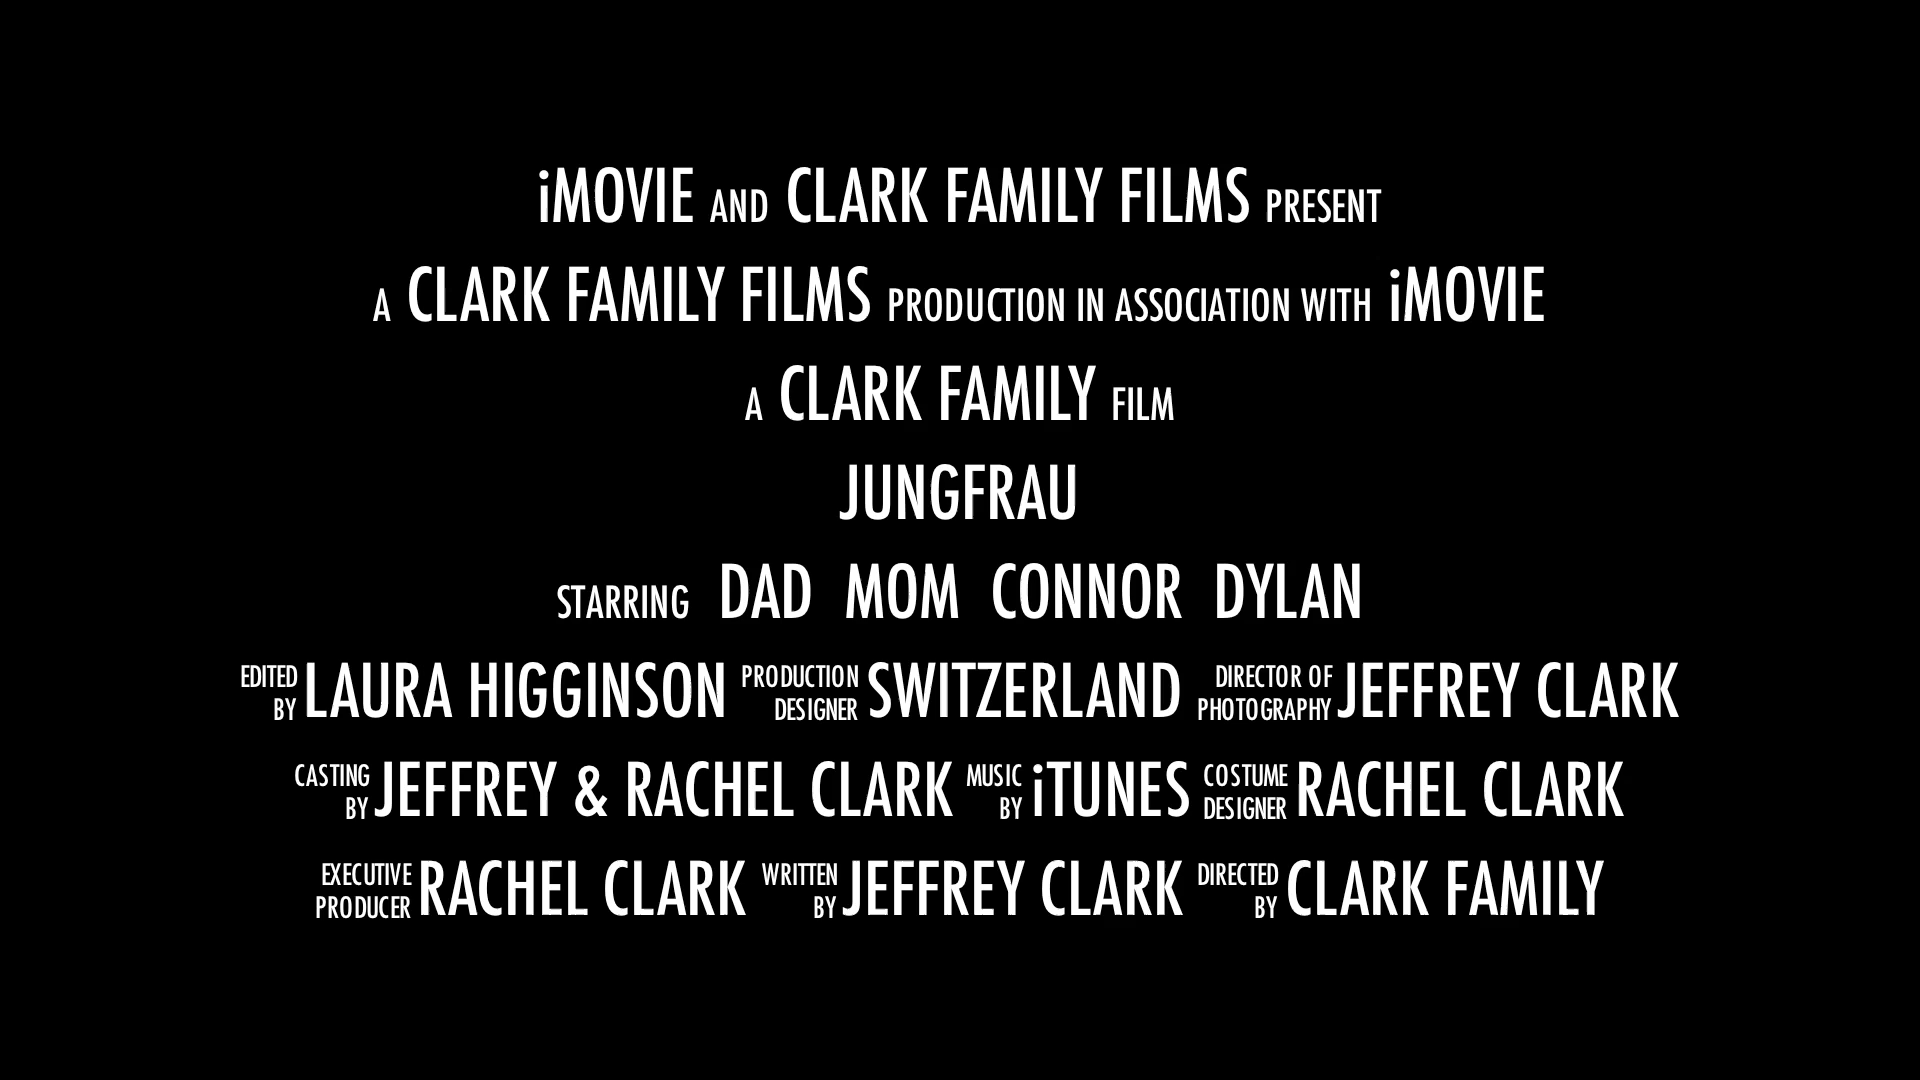 iMOVIE AND CLARK FAMILY FILMS PRESENT
A CLARK FAMILY FILMS PRODUCTION IN ASSOCIATION WITH iMOVIE
A CLARK FAMILY FILM
JUNGFRAU
STARRING DAD MOM CONNOR DYLAN
EDITED BY LAURA HIGGINSON PRODUCTION DESIGNER SWITZERLAND DIRECTOR OF PHOTOGRAPHY JEFFREY CLARK
CASTING BY JEFFREY & RACHEL CLARK MUSIC BY iTUNES COSTUME DESIGNER RACHEL CLARK
EXECUTIVE PRODUCER RACHEL CLARK WRITTEN BY JEFFREY CLARK DIRECTED BY CLARK FAMILY